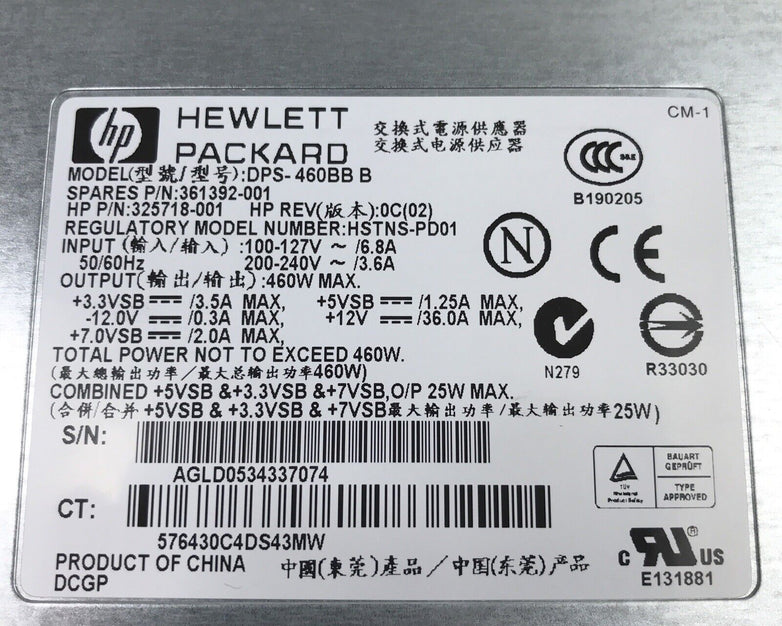 CM-1
hp HEWLETT PACKARD
交換式電源供應器
交换式电源供应器
MODEL(型號/型号):DPS-460BB B
SPARES P/N:361392-001
HP P/N:325718-001 HP REV(版本):0C(02)
REGULATORY MODEL NUMBER:HSTNS-PD01
INPUT (輸入/输入) :100-127V ~ /6.8A
50/60Hz 200-240V ~ /3.6A
OUTPUT(輸出/输出):460W MAX.
+3.3VSB ⎓ /3.5A MAX, +5VSB ⎓ /1.25A MAX,
-12.0V ⎓ /0.3A MAX, +12V ⎓ /36.0A MAX,
+7.0VSB ⎓ /2.0A MAX,
TOTAL POWER NOT TO EXCEED 460W.
(最大總輸出功率/最大总输出功率460W)
COMBINED +5VSB &+3.3VSB &+7VSB,O/P 25W MAX.
(合併/合并 +5VSB &+3.3VSB &+7VSB最大輸出功率/最大输出功率25W)
S/N:
AGLD0534337074
CT:
576430C4DS43MW
PRODUCT OF CHINA 中國(東莞)產品/中国(东莞)产品
DCGP
CCC S&E
B190205
N
CE
N279
R33030
TÜV
Rheinland
Product Safety
BAUART
GEPRÜFT
TYPE
APPROVED
c RU ® US
E131881